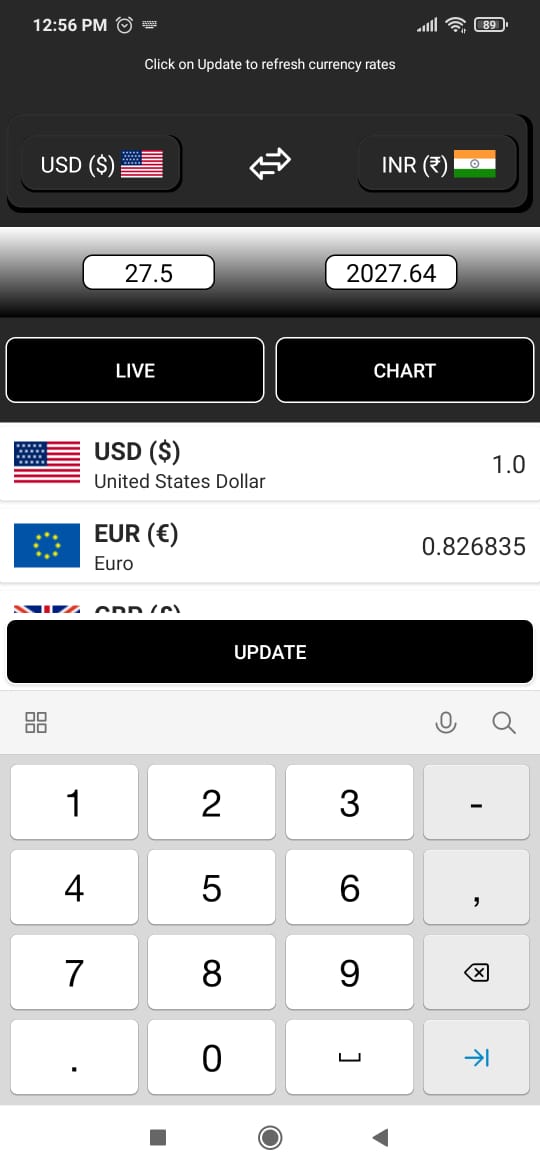 12:56 PM
89
Click on Update to refresh currency rates
USD ($)
INR (₹)
27.5
2027.64
LIVE
CHART
USD ($)
United States Dollar
1.0
EUR (€)
Euro
0.826835
UPDATE
1 2 3 -
4 5 6 ,
7 8 9
. 0